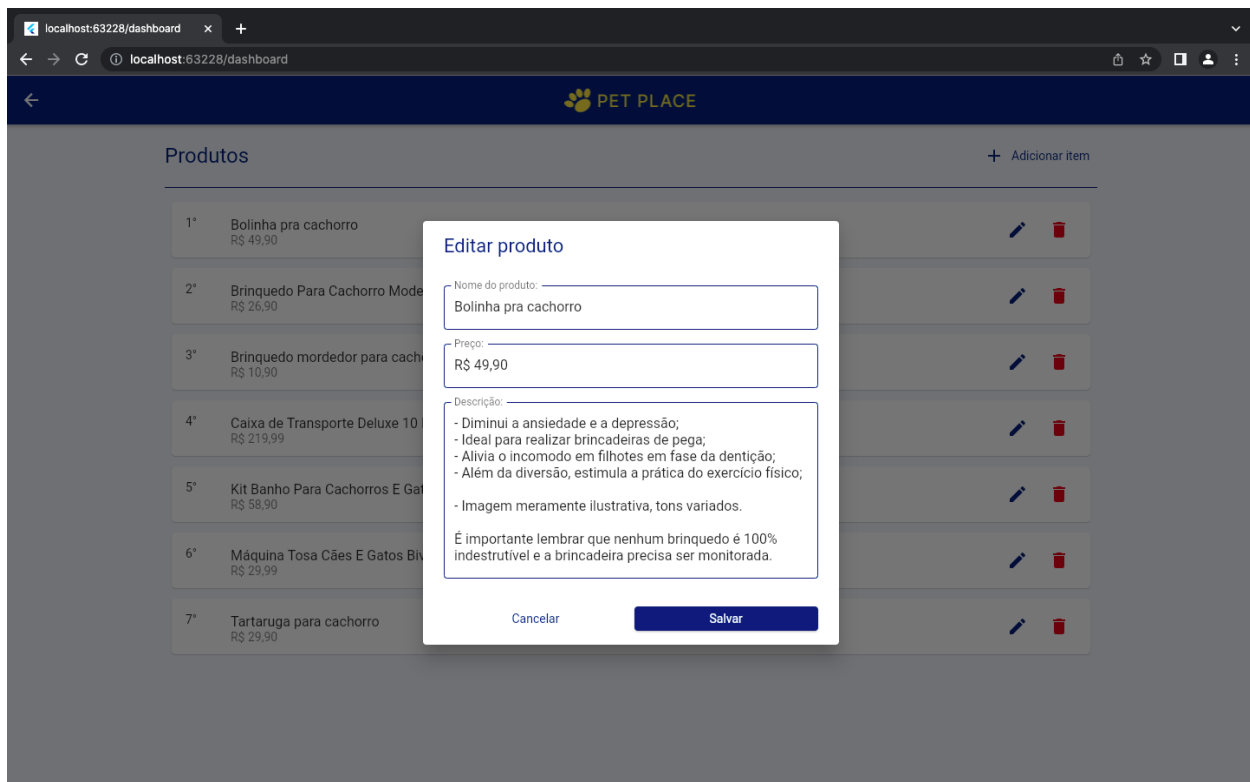 localhost:63228/dashboard
localhost:63228/dashboard
PET PLACE
Produtos
Adicionar item
1°
Bolinha pra cachorro
R$ 49,90
2°
Brinquedo Para Cachorro Mode
R$ 26,90
3°
Brinquedo mordedor para cach
R$ 10,90
4°
Caixa de Transporte Deluxe 10
R$ 219,99
5°
Kit Banho Para Cachorros E Gat
R$ 58,90
6°
Máquina Tosa Cães E Gatos Biv
R$ 29,99
7°
Tartaruga para cachorro
R$ 29,90
Editar produto
Nome do produto:
Bolinha pra cachorro
Preço:
R$ 49,90
Descrição:
- Diminui a ansiedade e a depressão;
- Ideal para realizar brincadeiras de pega;
- Alivia o incomodo em filhotes em fase da dentição;
- Além da diversão, estimula a prática do exercício físico;
- Imagem meramente ilustrativa, tons variados.
É importante lembrar que nenhum brinquedo é 100%
indestrutível e a brincadeira precisa ser monitorada.
Cancelar
Salvar